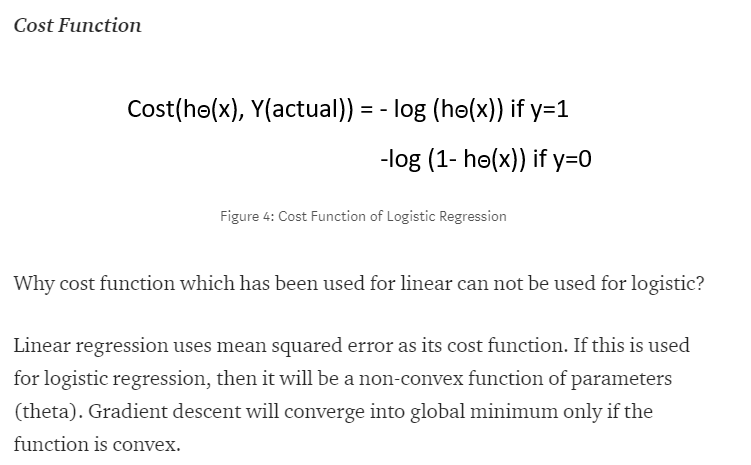 Cost Function
Cost(hɵ(x), Y(actual)) = - log (hɵ(x)) if y=1
-log (1- hɵ(x)) if y=0
Figure 4: Cost Function of Logistic Regression
Why cost function which has been used for linear can not be used for logistic?
Linear regression uses mean squared error as its cost function. If this is used
for logistic regression, then it will be a non-convex function of parameters
(theta). Gradient descent will converge into global minimum only if the
function is convex.